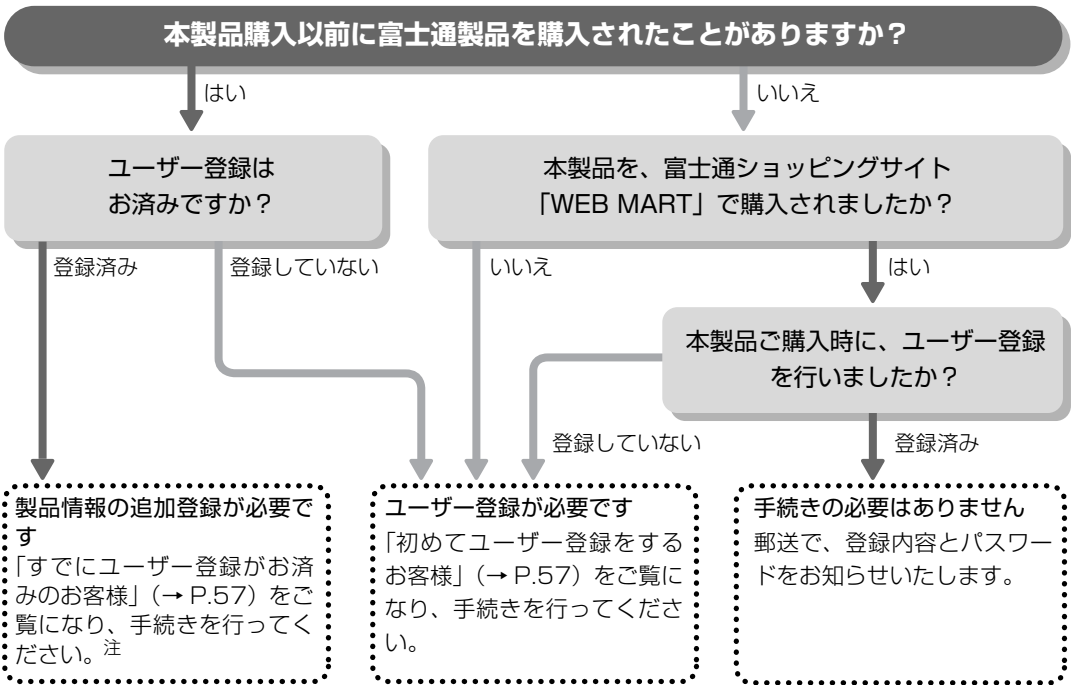 本製品購入以前に富士通製品を購入されたことがありますか？
はい
いいえ
ユーザー登録は
お済みですか？
本製品を、富士通ショッピングサイト
「WEB MART」で購入されましたか？
登録済み
登録していない
いいえ
はい
本製品ご購入時に、ユーザー登録
を行いましたか？
登録していない
登録済み
製品情報の追加登録が必要で
す
「すでにユーザー登録がお済
みのお客様」（→ P.57）をご
覧になり、手続きを行ってく
ださい。注
ユーザー登録が必要です
「初めてユーザー登録をする
お客様」（→ P.57）をご覧に
なり、手続きを行ってくださ
い。
手続きの必要はありません
郵送で、登録内容とパスワー
ドをお知らせいたします。